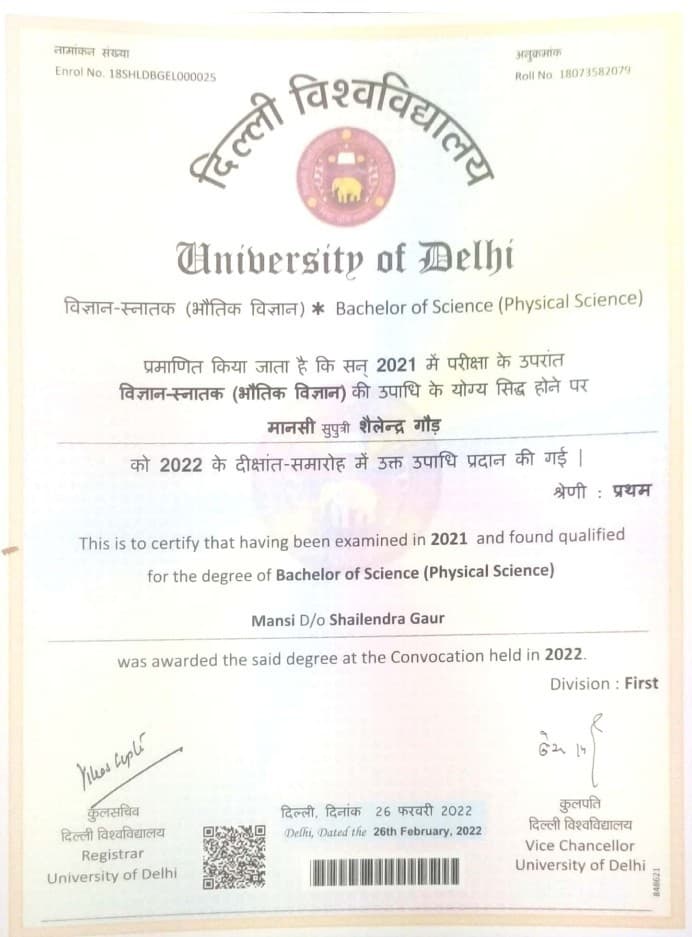 नामांकन संख्या
Enrol No. 18SHLDBGEL000025
अनुक्रमांक
Roll No. 18073582079
दिल्ली विश्वविद्यालय
University of Delhi
विज्ञान-स्नातक (भौतिक विज्ञान) * Bachelor of Science (Physical Science)
प्रमाणित किया जाता है कि सन् 2021 में परीक्षा के उपरांत
विज्ञान-स्नातक (भौतिक विज्ञान) की उपाधि के योग्य सिद्ध होने पर
मानसी सुपुत्री शैलेन्द्र गौड़
को 2022 के दीक्षांत-समारोह में उक्त उपाधि प्रदान की गई |
श्रेणी : प्रथम
This is to certify that having been examined in 2021 and found qualified
for the degree of Bachelor of Science (Physical Science)
Mansi D/o Shailendra Gaur
was awarded the said degree at the Convocation held in 2022.
Division : First
कुलसचिव
दिल्ली विश्वविद्यालय
Registrar
University of Delhi
दिल्ली, दिनांक 26 फरवरी 2022
Delhi, Dated the 26th February, 2022
कुलपति
दिल्ली विश्वविद्यालय
Vice Chancellor
University of Delhi
848621